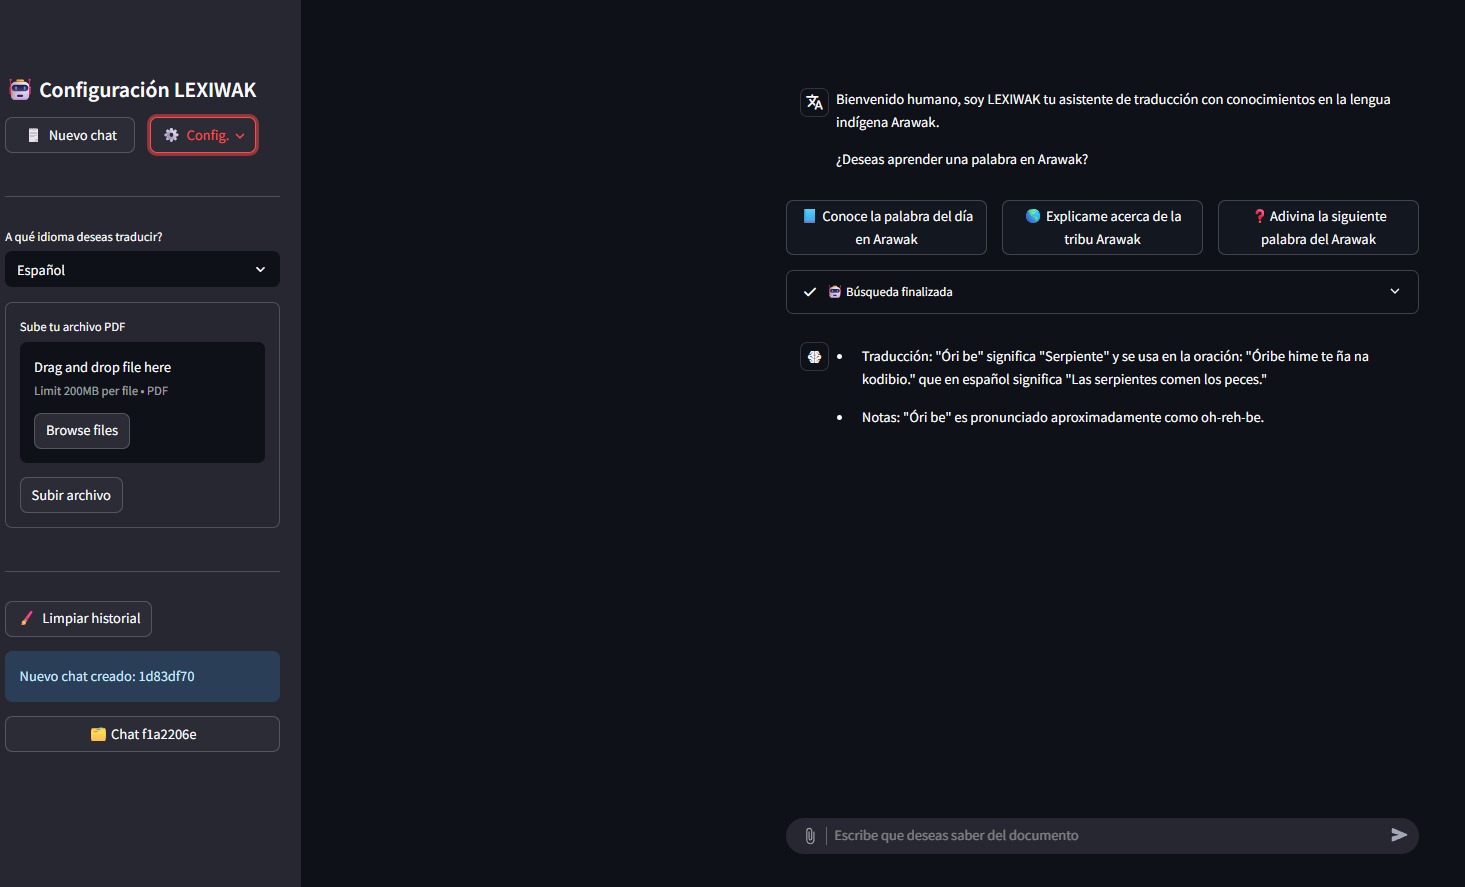 Configuración LEXIWAK
Nuevo chat
Config.
A qué idioma deseas traducir?
Español
Sube tu archivo PDF
Drag and drop file here
Limit 200MB per file • PDF
Browse files
Subir archivo
Limpiar historial
Nuevo chat creado: 1d83df70
Chat f1a2206e
Bienvenido humano, soy LEXIWAK tu asistente de traducción con conocimientos en la lengua
indígena Arawak.
¿Deseas aprender una palabra en Arawak?
Conoce la palabra del día
en Arawak
Explicame acerca de la
tribu Arawak
Adivina la siguiente
palabra del Arawak
Búsqueda finalizada
• Traducción: "Óri be" significa "Serpiente" y se usa en la oración: "Óribe hime te ña na
kodibio." que en español significa "Las serpientes comen los peces."
• Notas: "Óri be" es pronunciado aproximadamente como oh-reh-be.
Escribe que deseas saber del documento